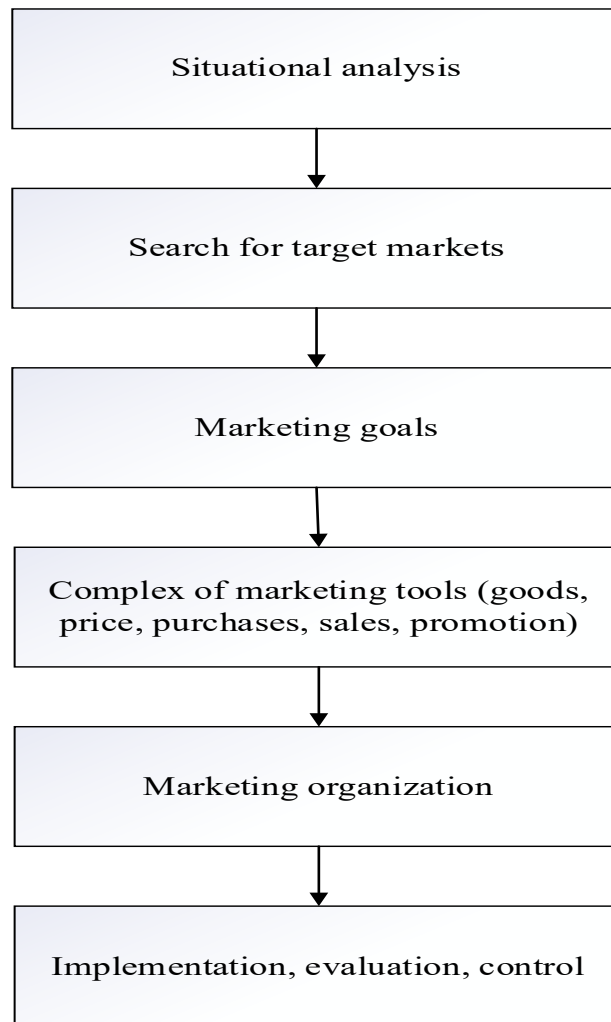 Situational analysis
Search for target markets
Marketing goals
Complex of marketing tools (goods,
price, purchases, sales, promotion)
Marketing organization
Implementation, evaluation, control